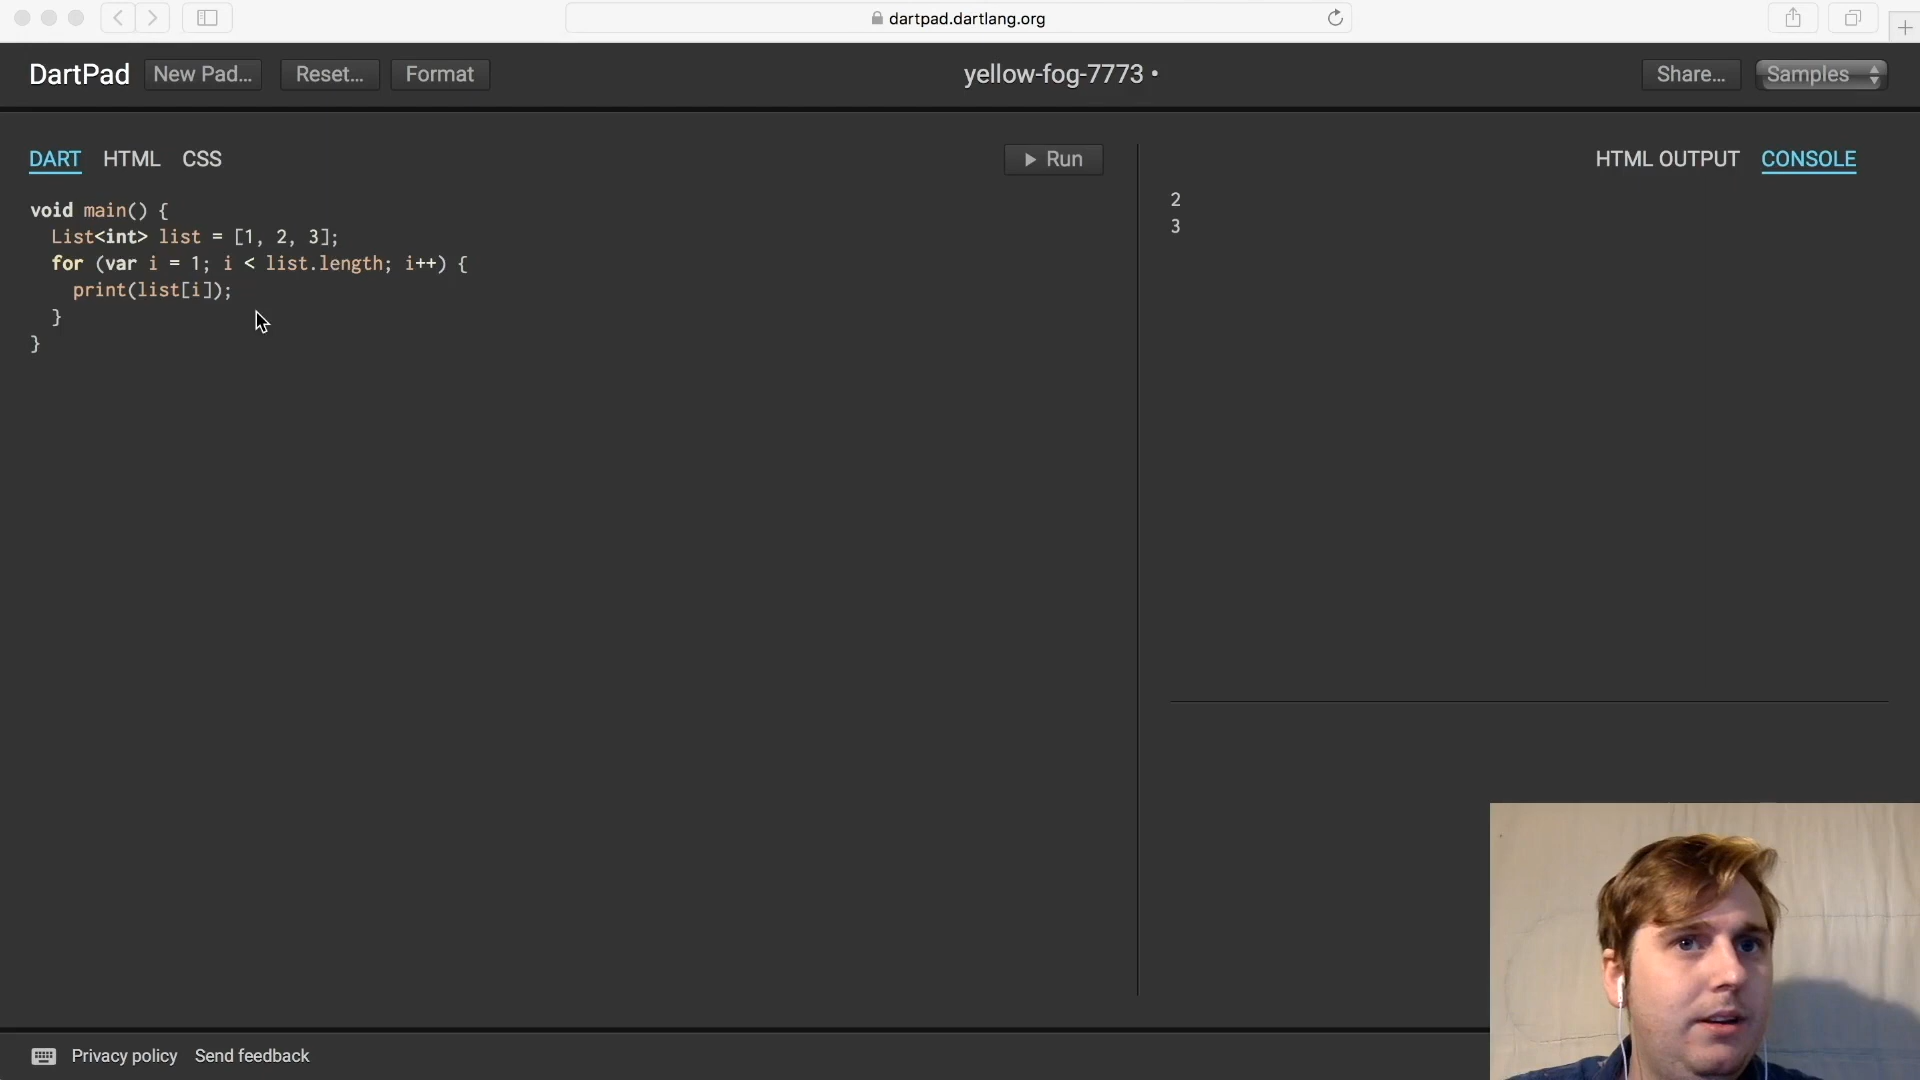 dartpad.dartlang.org
DartPad New Pad... Reset... Format yellow-fog-7773 • Share... Samples
DART HTML CSS Run HTML OUTPUT CONSOLE
void main() {
  List<int> list = [1, 2, 3];
  for (var i = 1; i < list.length; i++) {
    print(list[i]);
  }
}
2
3
Privacy policy Send feedback